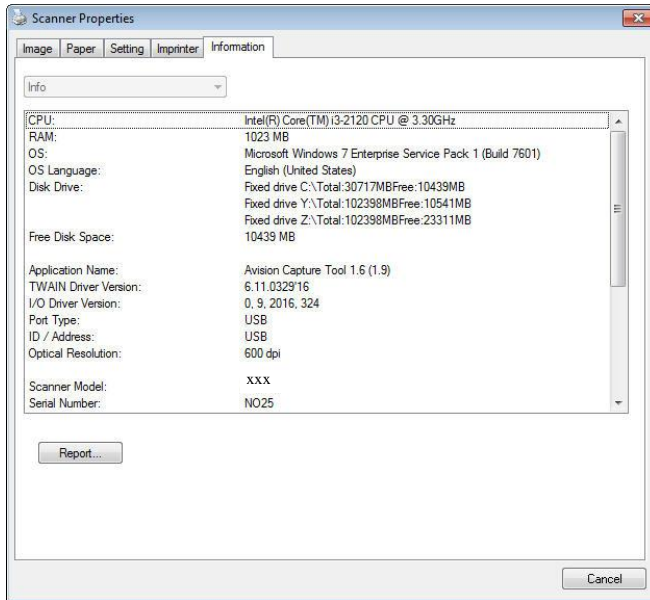 Scanner Properties
Image Paper Setting Imprinter Information
Info
CPU: Intel(R) Core(TM) i3-2120 CPU @ 3.30GHz
RAM: 1023 MB
OS: Microsoft Windows 7 Enterprise Service Pack 1 (Build 7601)
OS Language: English (United States)
Disk Drive: Fixed drive C:\Total:30717MBFree:10439MB
Fixed drive Y:\Total:102398MBFree:10541MB
Fixed drive Z:\Total:102398MBFree:23311MB
Free Disk Space: 10439 MB
Application Name: Avision Capture Tool 1.6 (1.9)
TWAIN Driver Version: 6.11.0329'16
I/O Driver Version: 0, 9, 2016, 324
Port Type: USB
ID / Address: USB
Optical Resolution: 600 dpi
Scanner Model: xxx
Serial Number: NO25
Report...
Cancel